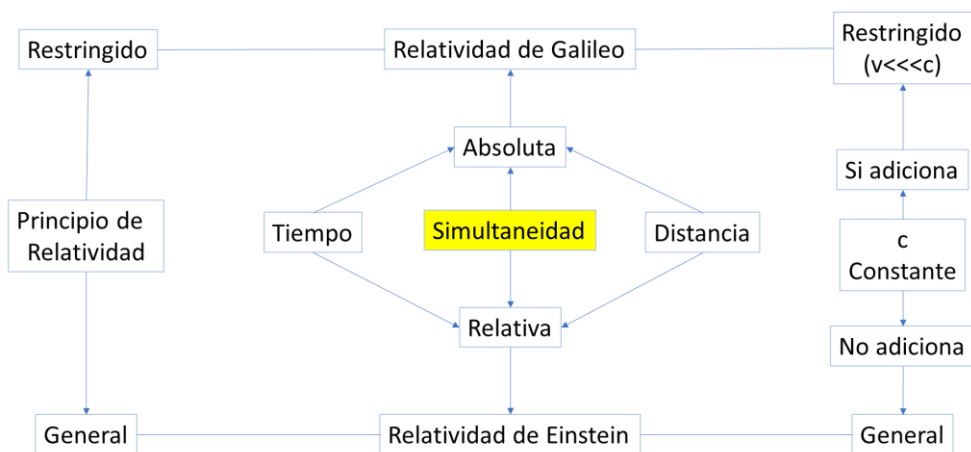 Restringido
Relatividad de Galileo
Restringido
(v<<<c)
Absoluta
Si adiciona
Principio de
Relatividad
Tiempo
Simultaneidad
Distancia
c
Constante
Relativa
No adiciona
General
Relatividad de Einstein
General